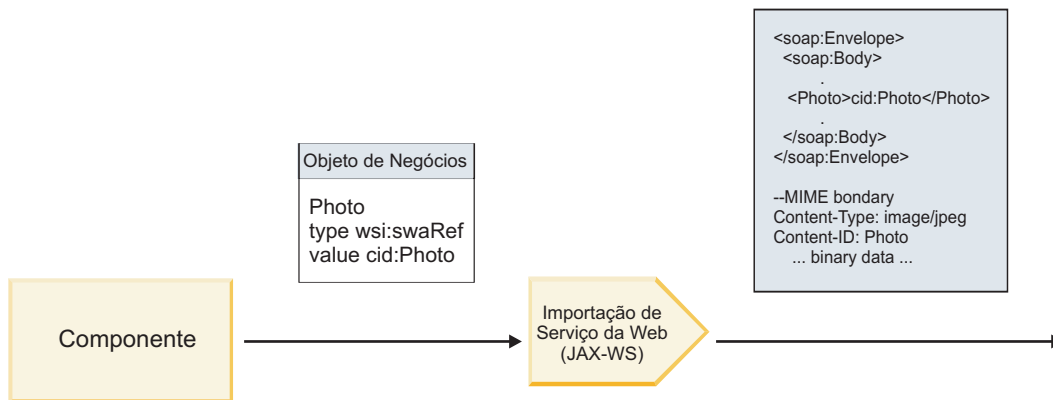 Componente
Objeto de Negócios
Photo
type wsi:swaRef
value cid:Photo
Importação de
Serviço da Web
(JAX-WS)
<soap:Envelope>
<soap:Body>
.
<Photo>cid:Photo</Photo>
.
</soap:Body>
</soap:Envelope>
--MIME bondary
Content-Type: image/jpeg
Content-ID: Photo
... binary data ...